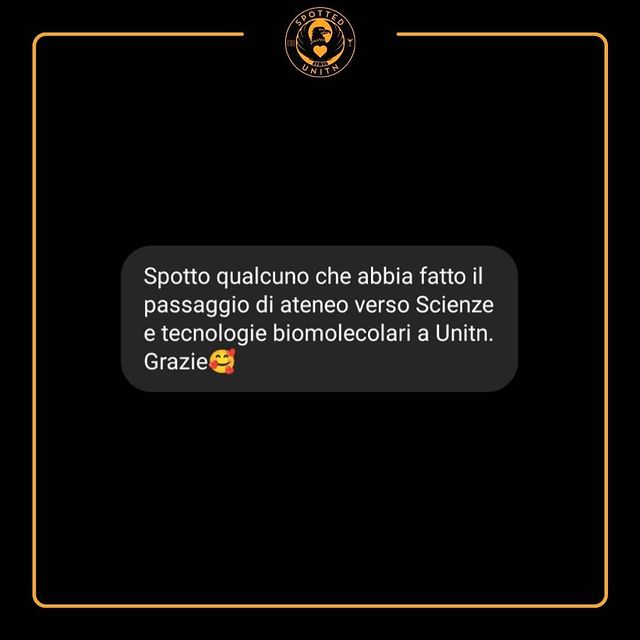 SPOTTED
UNITN
Spotto qualcuno che abbia fatto il
passaggio di ateneo verso Scienze
e tecnologie biomolecolari a Unitn.
Grazie🥰